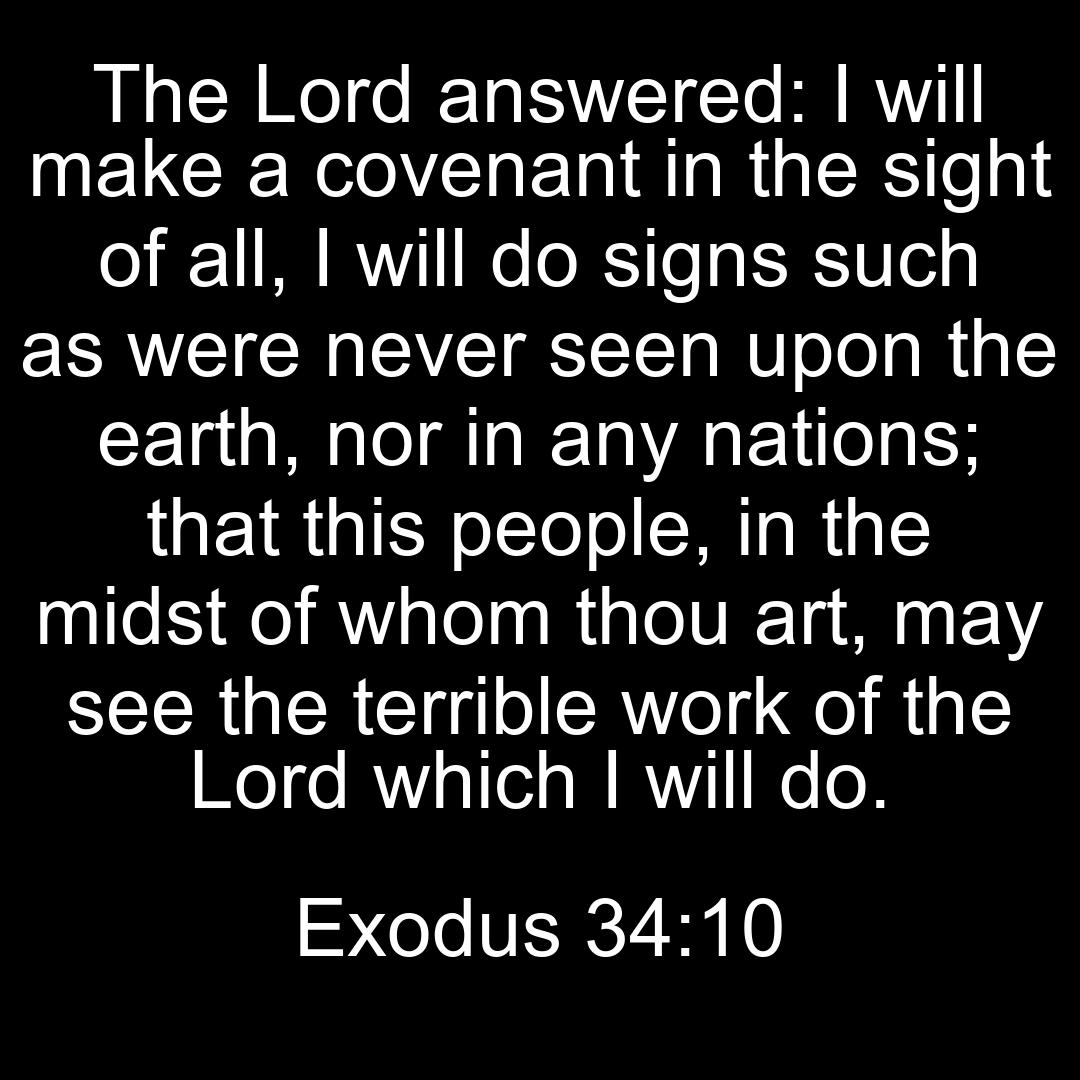 The Lord answered: I will
make a covenant in the sight
of all, I will do signs such
as were never seen upon the
earth, nor in any nations;
that this people, in the
midst of whom thou art, may
see the terrible work of the
Lord which I will do.
Exodus 34:10